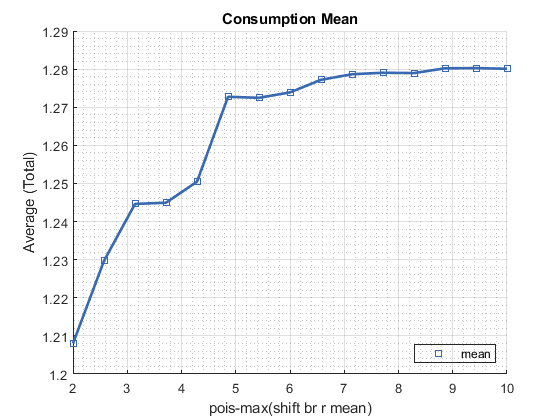 Consumption Mean
Average (Total)
1.29
1.28
1.27
1.26
1.25
1.24
1.23
1.22
1.21
1.2
mean
2 3 4 5 6 7 8 9 10
pois-max(shift br r mean)